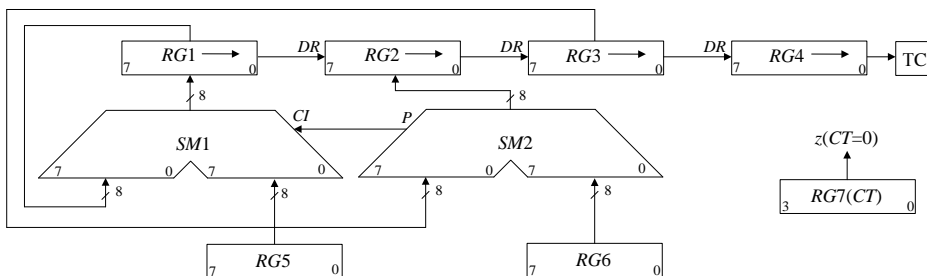 RG1 DR RG2 DR RG3 DR RG4 TC
7 0 7 0 7 0 7 0
8 8
CI P
SM1 SM2 z(CT=0)
7 0 7 0 7 0 7 0
8 8 8 8 RG7(CT)
3 0
RG5 RG6
7 0 7 0